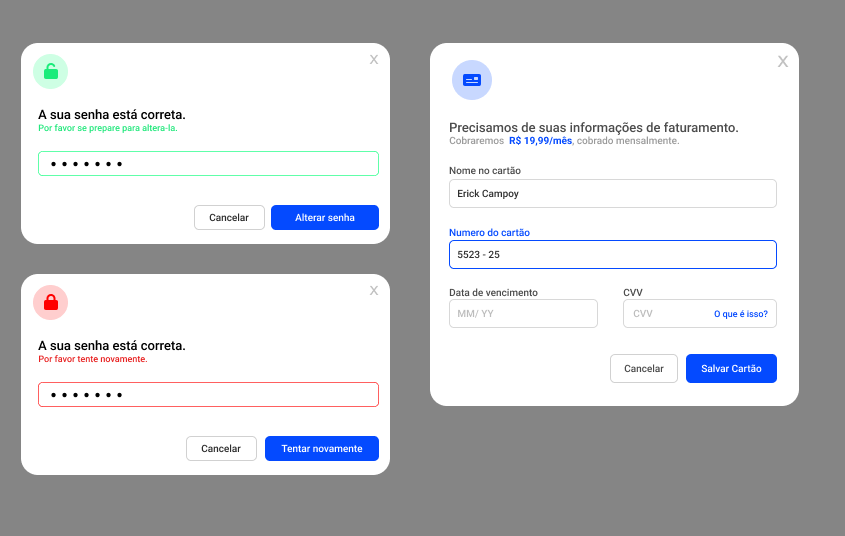 X
A sua senha está correta.
Por favor se prepare para altera-la.
Cancelar
Alterar senha
X
A sua senha está correta.
Por favor tente novamente.
Cancelar
Tentar novamente
X
Precisamos de suas informações de faturamento.
Cobraremos R$ 19,99/mês, cobrado mensalmente.
Nome no cartão
Erick Campoy
Numero do cartão
5523 - 25
Data de vencimento
CVV
MM/ YY
CVV
O que é isso?
Cancelar
Salvar Cartão